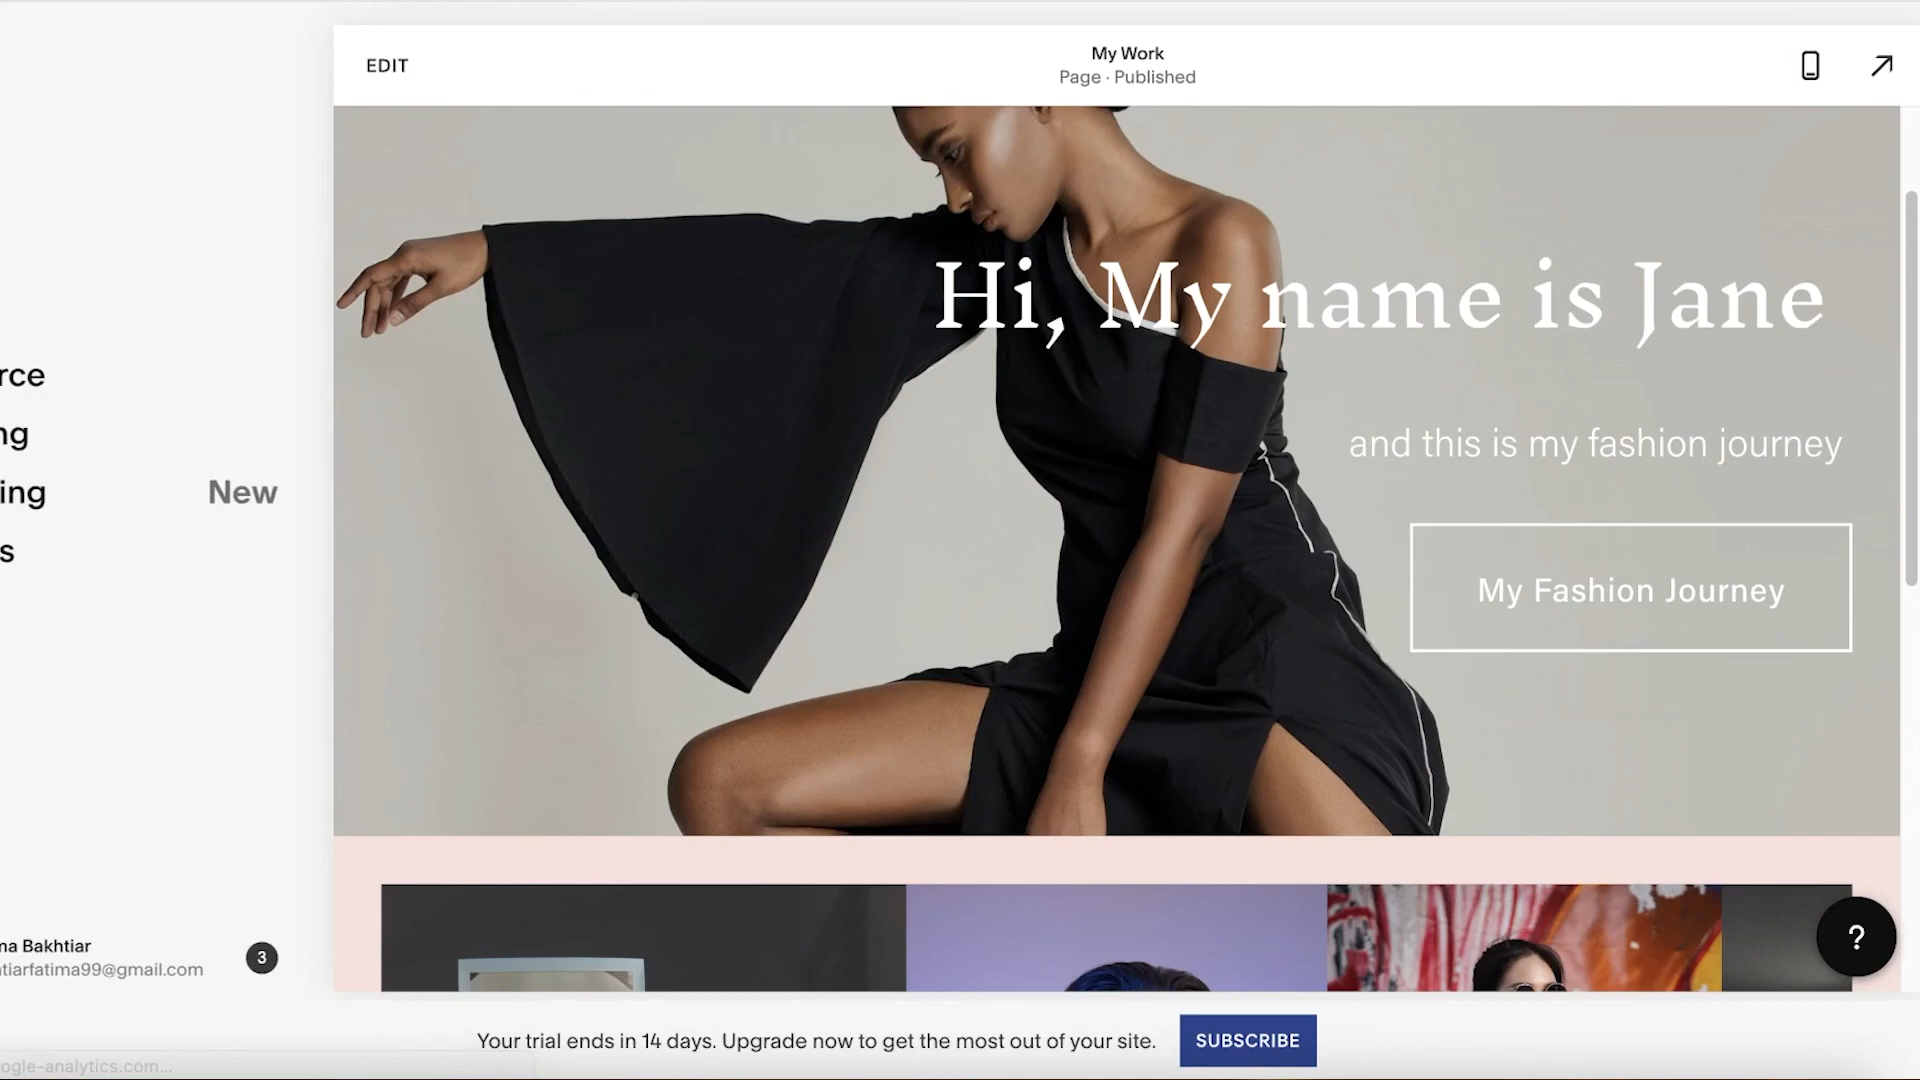 EDIT
My Work
Page · Published
Hi, My name is Jane
and this is my fashion journey
My Fashion Journey
rce
ng
ing New
s
na Bakhtiar
tiarfatima99@gmail.com
3
?
Your trial ends in 14 days. Upgrade now to get the most out of your site.
SUBSCRIBE
ogle-analytics.com...